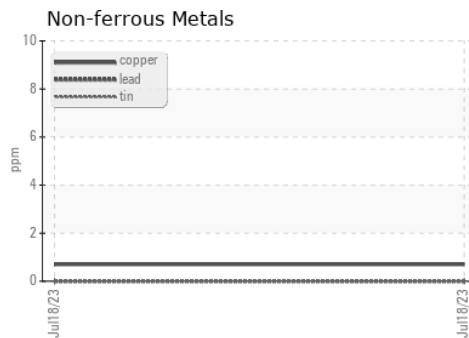 Non-ferrous Metals
10
8
6
4
2
0
ppm
copper
lead
tin
Jul18/23
Jul18/23